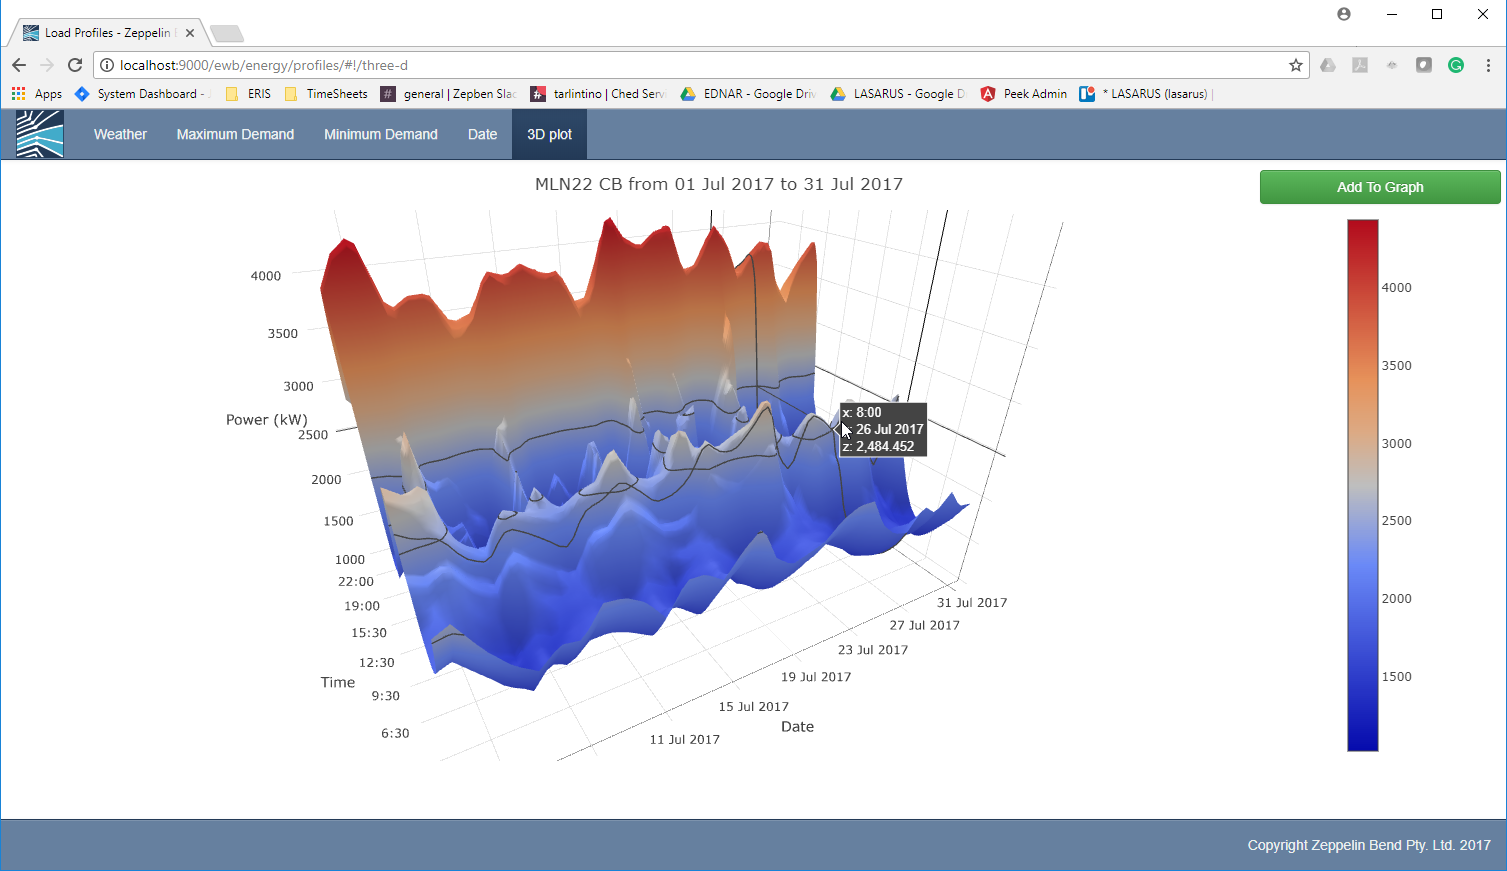 Load Profiles - Zeppelin
localhost:9000/ewb/energy/profiles/#!/three-d
Apps System Dashboard - ERIS TimeSheets general | Zepben Slac tarlintino | Ched Serv EDNAR - Google Driv LASARUS - Google D Peek Admin * LASARUS (lasarus) |
Weather Maximum Demand Minimum Demand Date 3D plot
MLN22 CB from 01 Jul 2017 to 31 Jul 2017
Add To Graph
4000
3500
3000
Power (kW)
2500
2000
1500
1000
22:00
19:00
15:30
12:30
Time
9:30
6:30
x: 8:00
26 Jul 2017
z: 2,484.452
31 Jul 2017
27 Jul 2017
23 Jul 2017
19 Jul 2017
15 Jul 2017
11 Jul 2017
Date
4000
3500
3000
2500
2000
1500
Copyright Zeppelin Bend Pty. Ltd. 2017